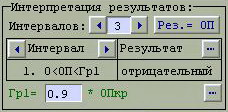 Интерпретация результатов:
Интервалов: 3 Рез.= ОП
Интервал Результат ...
1. 0<ОП<Гр1 отрицательный
Гр1= 0.9 * ОПкр ...